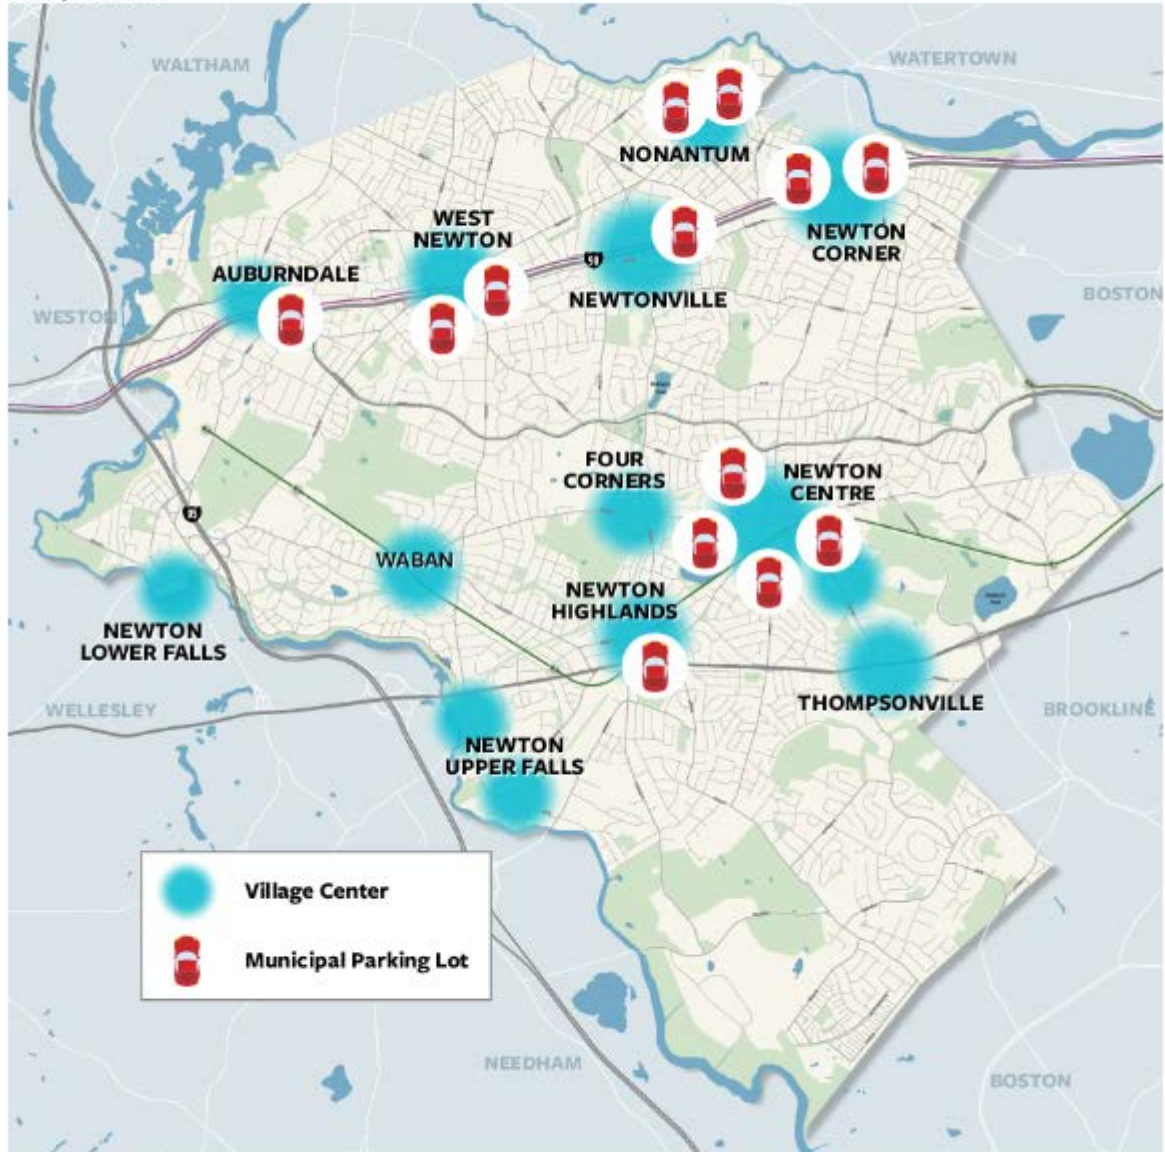 WALTHAM
WATERTOWN
NONANTUM
WEST
NEWTON
NEWTON
CORNER
AUBURNDALE
NEWTONVILLE
BOSTON
WESTON
FOUR
CORNERS
NEWTON
CENTRE
WABAN
NEWTON
HIGHLANDS
NEWTON
LOWER FALLS
THOMPSONVILLE
WELLESLEY
BROOKLINE
NEWTON
UPPER FALLS
Village Center
Municipal Parking Lot
NEEDHAM
BOSTON